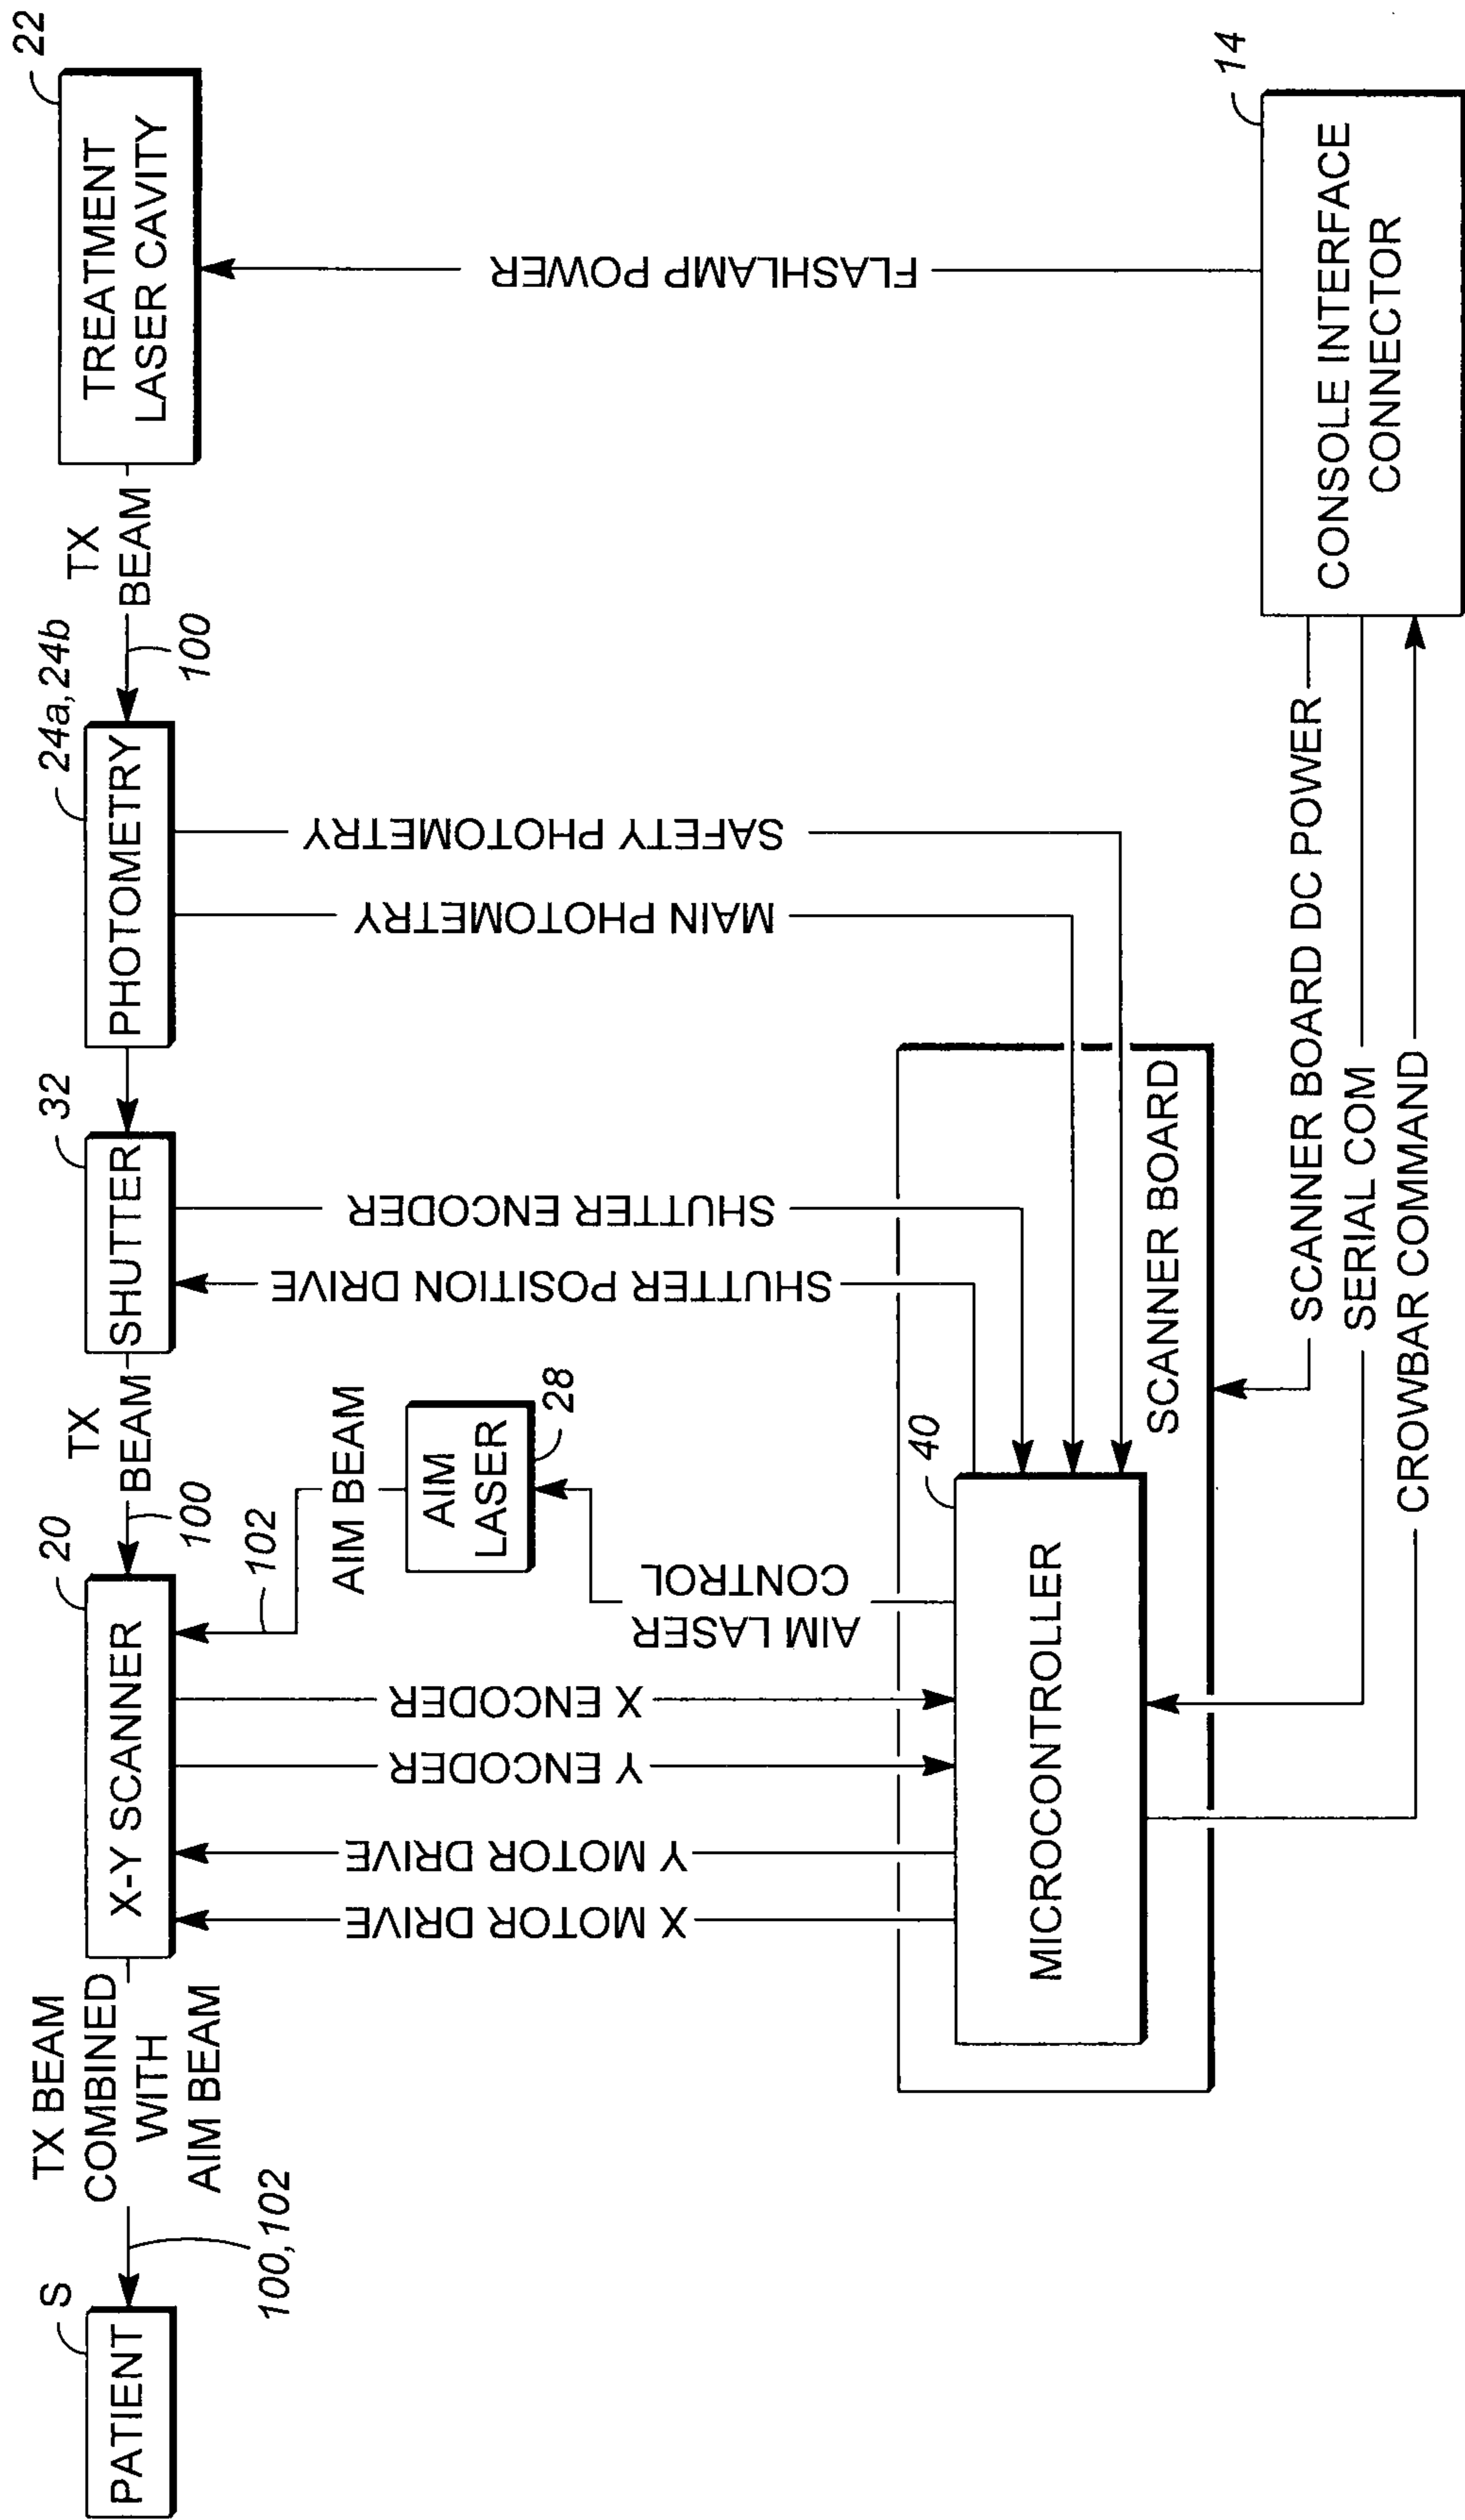 PATIENT
S
TX BEAM
COMBINED
WITH
AIM BEAM
100, 102
X-Y SCANNER
20
TX
BEAM
100
102
AIM BEAM
AIM
LASER
28
SHUTTER
32
PHOTOMETRY
24a, 24b
TX
BEAM
100
TREATMENT
LASER CAVITY
22
X MOTOR DRIVE
Y MOTOR DRIVE
Y ENCODER
X ENCODER
AIM LASER
CONTROL
SHUTTER POSITION DRIVE
SHUTTER ENCODER
MAIN PHOTOMETRY
SAFETY PHOTOMETRY
FLASHLAMP POWER
MICROCONTROLLER
40
SCANNER BOARD
SCANNER BOARD DC POWER
SERIAL COM
CROWBAR COMMAND
CONSOLE INTERFACE
CONNECTOR
14